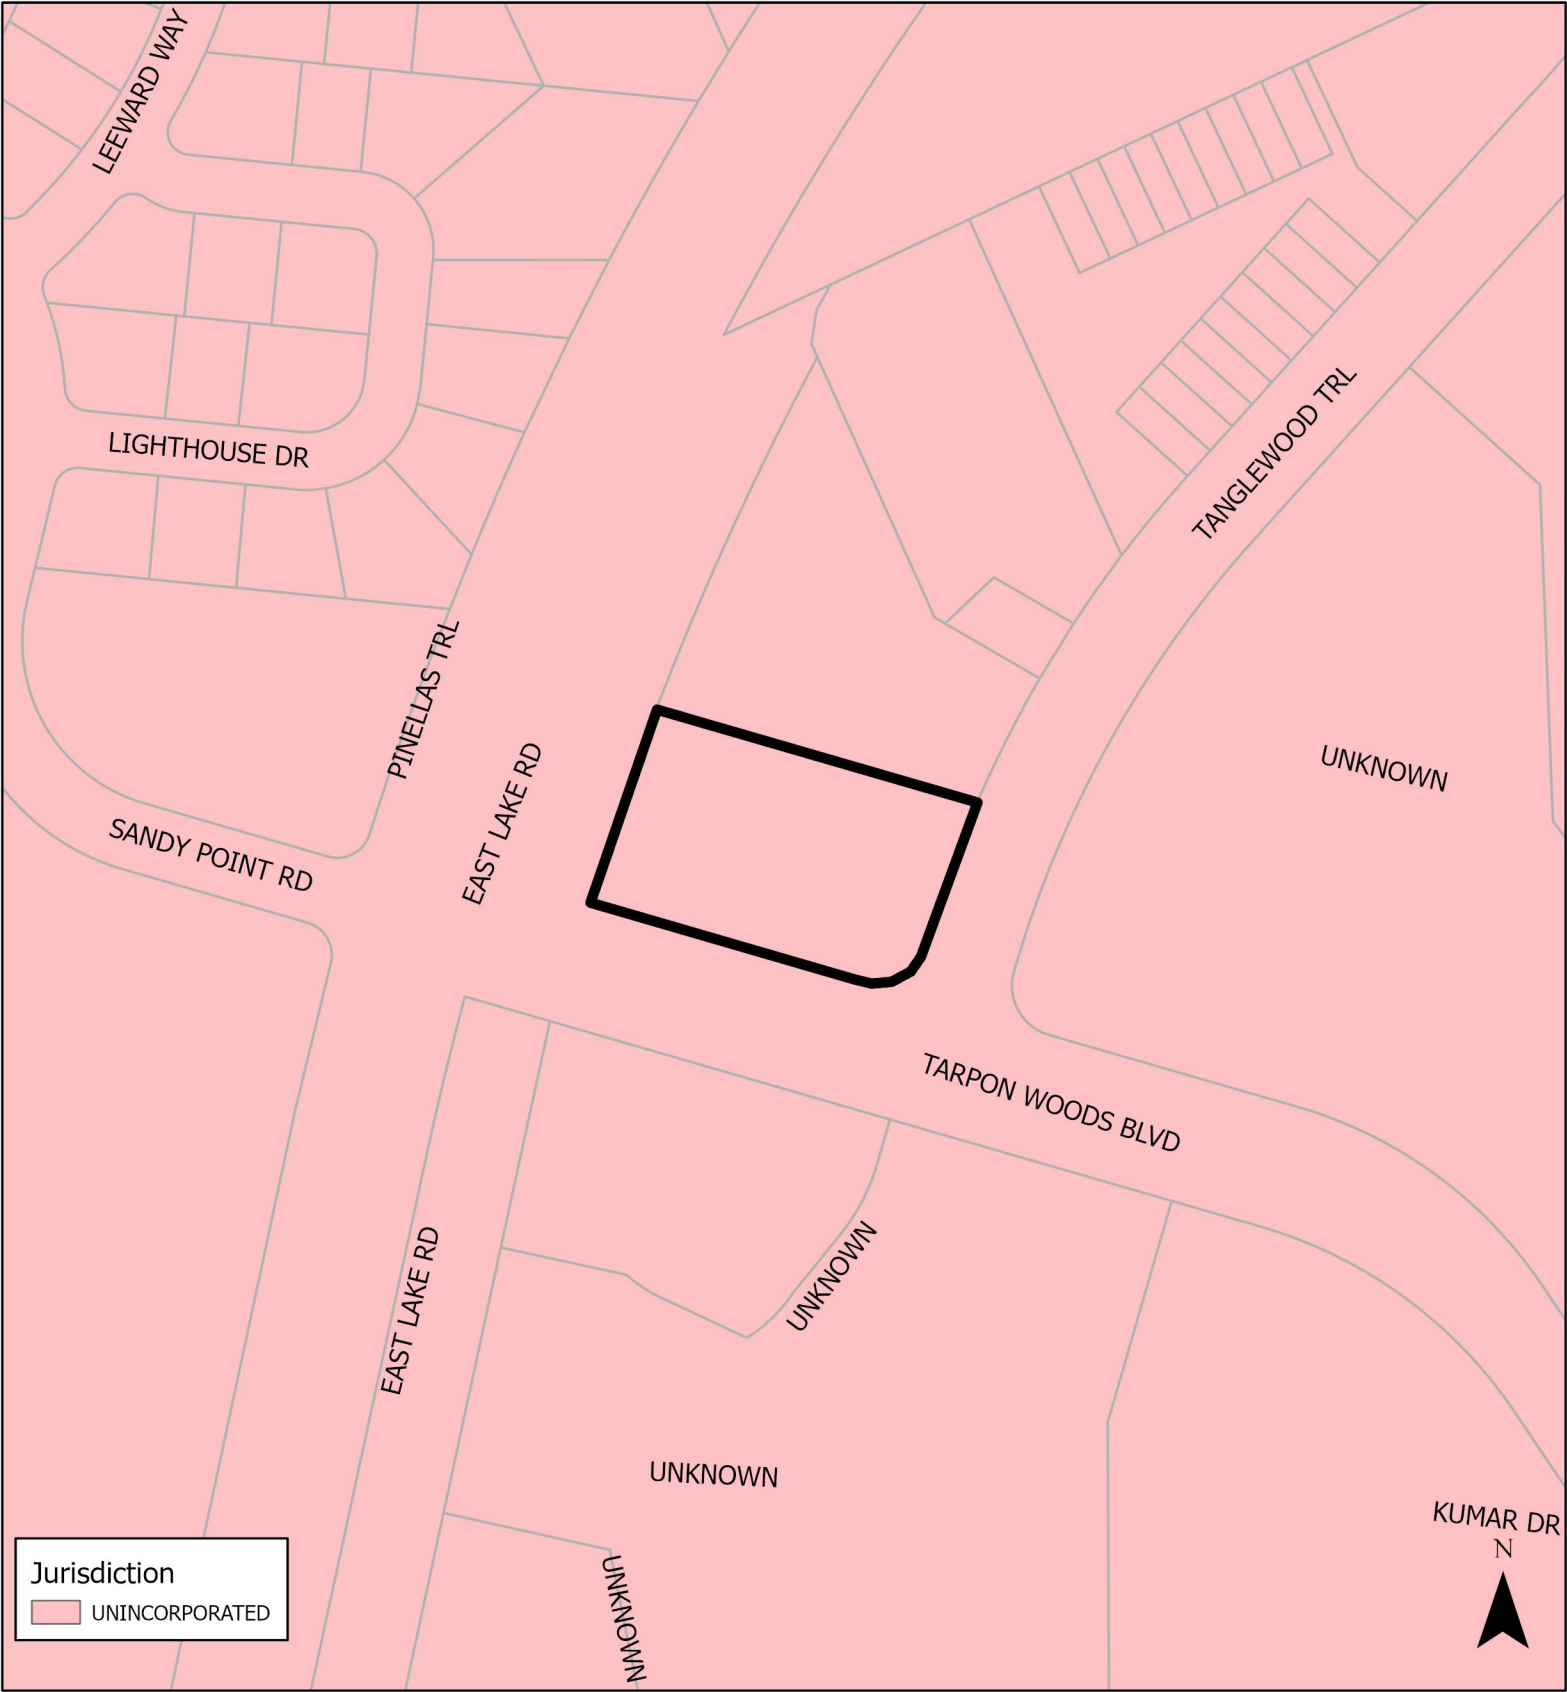 LEEWARD WAY
LIGHTHOUSE DR
TANGLEWOOD TRL
PINELLAS TRL
EAST LAKE RD
UNKNOWN
SANDY POINT RD
TARPON WOODS BLVD
UNKNOWN
EAST LAKE RD
UNKNOWN
KUMAR DR
N
UNKNOWN
Jurisdiction
UNINCORPORATED